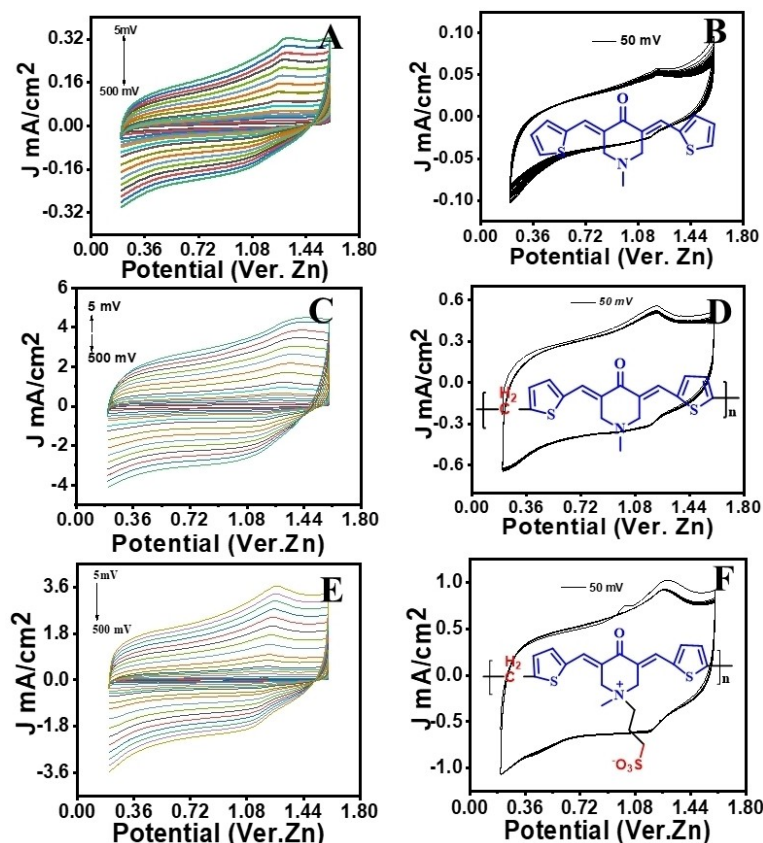 A
5mV
500 mV
0.32
0.16
0.00
-0.16
-0.32
J mA/cm2
0.00 0.36 0.72 1.08 1.44 1.80
Potential (Ver. Zn)
B
50 mV
0.10
0.05
0.00
-0.05
-0.10
J mA/cm2
O
S
S
N
0.00 0.36 0.72 1.08 1.44 1.80
Potential (Ver. Zn)
C
5 mV
500 mV
6
4
2
0
-2
-4
J mA/cm2
0.00 0.36 0.72 1.08 1.44 1.80
Potential (Ver.Zn)
D
50 mV
0.6
0.3
0.0
-0.3
-0.6
J mA/cm2
O
H2
C
S
S
n
N
0.00 0.36 0.72 1.08 1.44 1.80
Potential (Ver. Zn)
E
5mV
500 mV
3.6
1.8
0.0
-1.8
-3.6
J mA/cm2
0.00 0.36 0.72 1.08 1.44 1.80
Potential (Ver.Zn)
F
50 mV
1.0
0.5
0.0
-0.5
-1.0
J mA/cm2
O
H2
C
S
S
n
N+
-O3S
0.00 0.36 0.72 1.08 1.44 1.80
Potential (Ver.Zn)